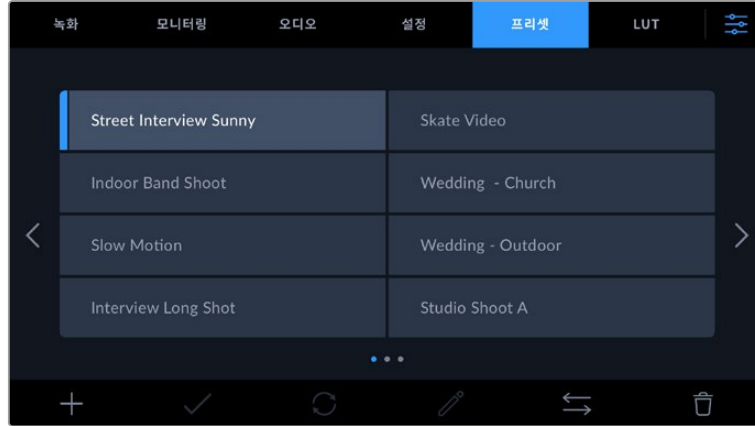 녹화 모니터링 오디오 설정 프리셋 LUT
Street Interview Sunny Skate Video
Indoor Band Shoot Wedding - Church
Slow Motion Wedding - Outdoor
Interview Long Shot Studio Shoot A